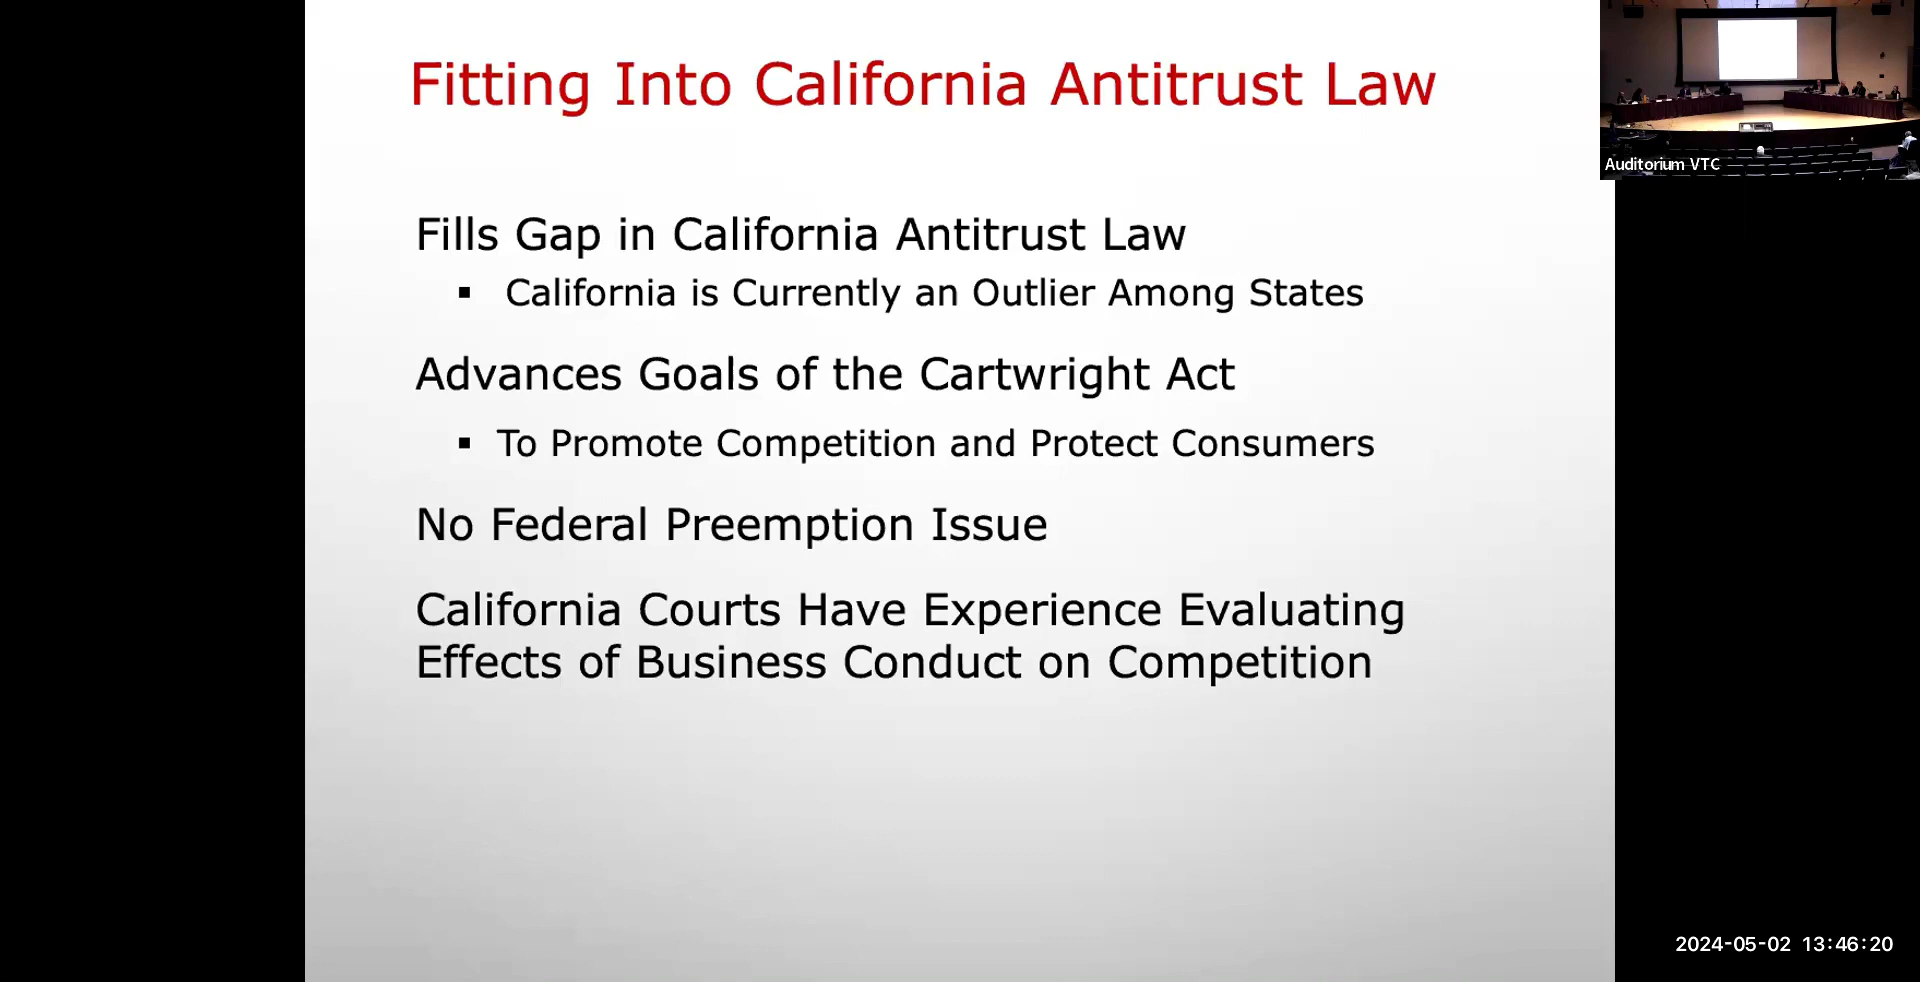 Fitting Into California Antitrust Law
Auditorium VTC
Fills Gap in California Antitrust Law
▪ California is Currently an Outlier Among States
Advances Goals of the Cartwright Act
▪ To Promote Competition and Protect Consumers
No Federal Preemption Issue
California Courts Have Experience Evaluating
Effects of Business Conduct on Competition
2024-05-02 13:46:20